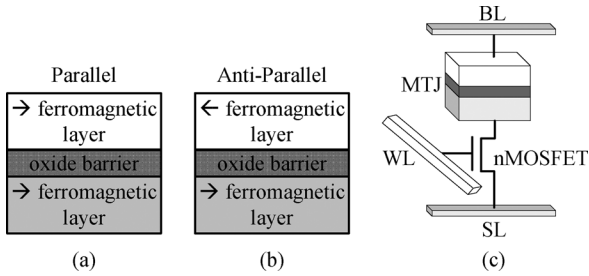 Parallel
→ ferromagnetic
layer
oxide barrier
→ ferromagnetic
layer
(a)
Anti-Parallel
← ferromagnetic
layer
oxide barrier
→ ferromagnetic
layer
(b)
BL
MTJ
WL
nMOSFET
SL
(c)